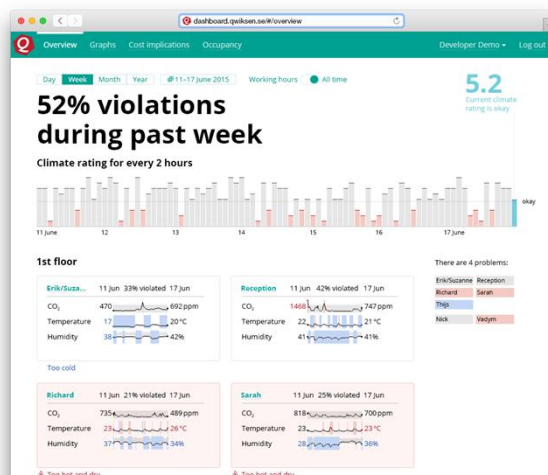 dashboard.qwiksen.se/#/overview
Q Overview Graphs Cost implications Occupancy Developer Demo Log out
Day Week Month Year # 11–17 June 2015 Working hours All time
5.2
Current climate
rating is okay
52% violations
during past week
Climate rating for every 2 hours
okay
11 June 12 13 14 15 16 17 June
1st floor
There are 4 problems:
Erik/Suzanne Reception
Richard Sarah
Thijs
Nick Vadym
Erik/Suza... 11 Jun 33% violated 17 Jun
CO₂ 470 692 ppm
Temperature 17 20 °C
Humidity 38 42%
Too cold
Reception 11 Jun 42% violated 17 Jun
CO₂ 1468 747 ppm
Temperature 22 21 °C
Humidity 41 41%
Richard 11 Jun 21% violated 17 Jun
CO₂ 735 489 ppm
Temperature 23 26 °C
Humidity 37 34%
Too hot and dry
Sarah 11 Jun 25% violated 17 Jun
CO₂ 818 700 ppm
Temperature 23 23 °C
Humidity 28 36%
Too hot and dry